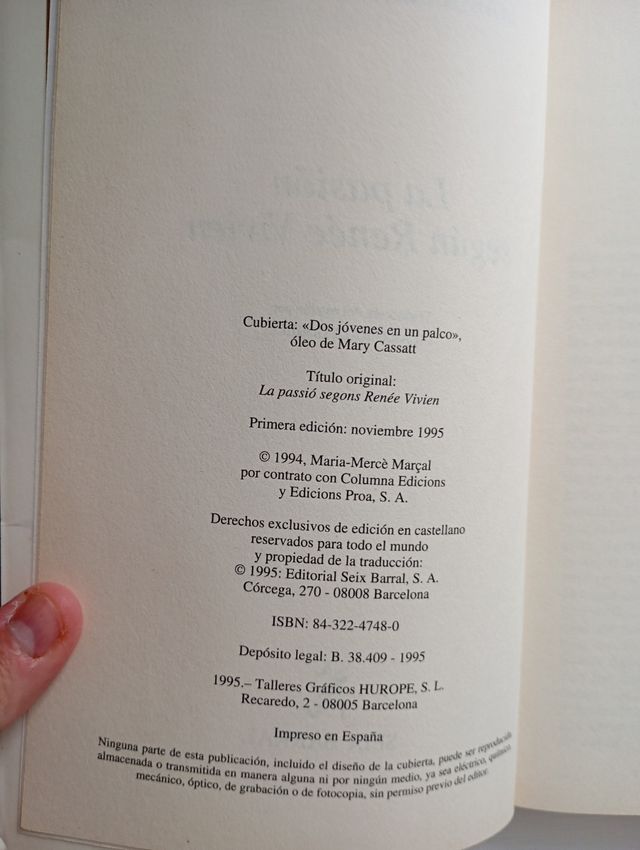 Cubierta: «Dos jóvenes en un palco»,
óleo de Mary Cassatt
Título original:
La passió segons Renée Vivien
Primera edición: noviembre 1995
© 1994, Maria-Mercè Marçal
por contrato con Columna Edicions
y Edicions Proa, S. A.
Derechos exclusivos de edición en castellano
reservados para todo el mundo
y propiedad de la traducción:
© 1995: Editorial Seix Barral, S. A.
Córcega, 270 - 08008 Barcelona
ISBN: 84-322-4748-0
Depósito legal: B. 38.409 - 1995
1995.– Talleres Gráficos HUROPE, S. L.
Recaredo, 2 - 08005 Barcelona
Impreso en España
Ninguna parte de esta publicación, incluido el diseño de la cubierta, puede ser reproducida,
almacenada o transmitida en manera alguna ni por ningún medio, ya sea eléctrico, químico,
mecánico, óptico, de grabación o de fotocopia, sin permiso previo del editor.